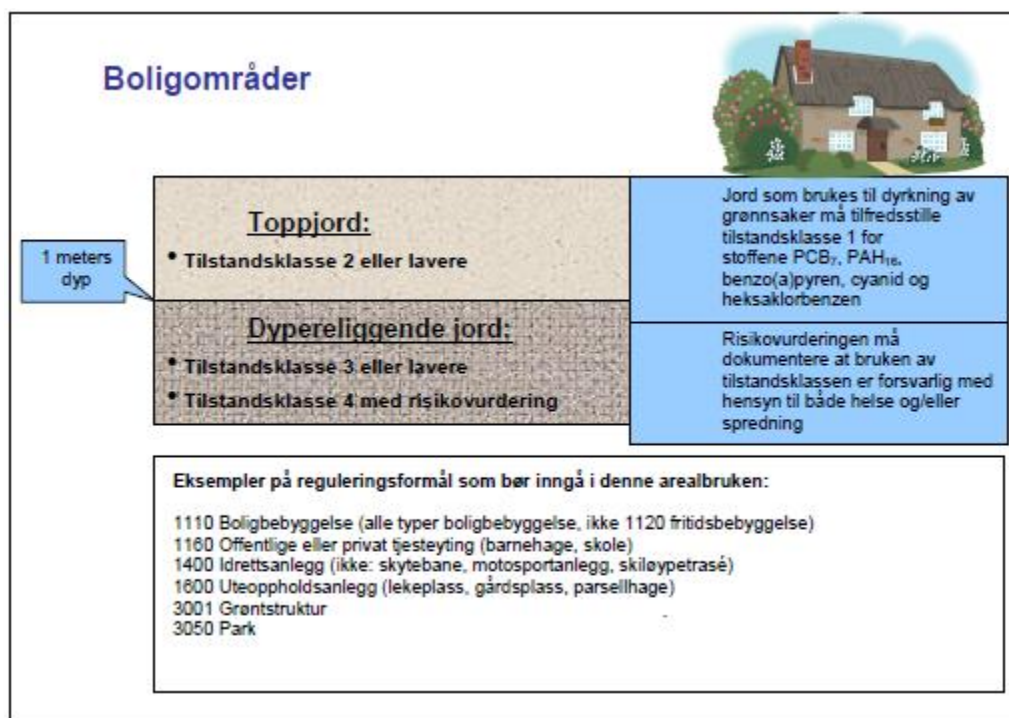 Boligområder
Toppjord:
• Tilstandsklasse 2 eller lavere
Jord som brukes til dyrkning av
grønnsaker må tilfredsstille
tilstandsklasse 1 for
stoffene PCB₇, PAH₁₆,
benzo(a)pyren, cyanid og
heksaklorbenzen
1 meters
dyp
Dypereliggende jord:
• Tilstandsklasse 3 eller lavere
• Tilstandsklasse 4 med risikovurdering
Risikovurderingen må
dokumentere at bruken av
tilstandsklassen er forsvarlig med
hensyn til både helse og/eller
spredning
Eksempler på reguleringsformål som bør inngå i denne arealbruken:
1110 Boligbebyggelse (alle typer boligbebyggelse, ikke 1120 fritidsbebyggelse)
1160 Offentlige eller privat tjesteyting (barnehage, skole)
1400 Idrettsanlegg (ikke: skytebane, motosportanlegg, skiløypetrasé)
1600 Uteoppholdsanlegg (lekeplass, gårdsplass, parsellhage)
3001 Grøntstruktur
3050 Park